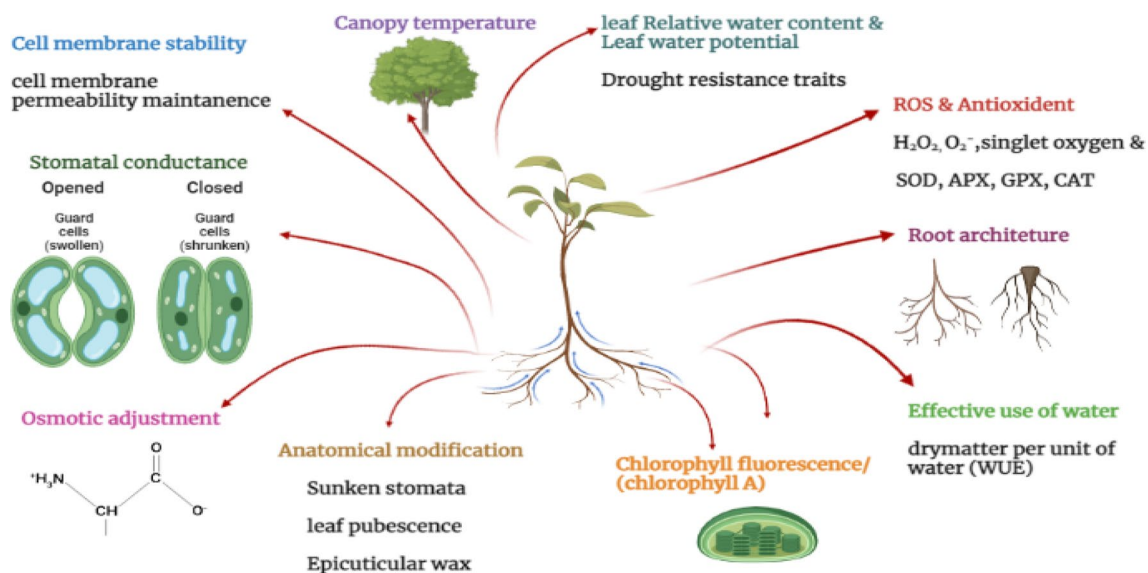 Canopy temperature
leaf Relative water content &
Leaf water potential
Drought resistance traits
Cell membrane stability
cell membrane
permeability maintanence
ROS & Antioxident
H₂O₂, O₂⁻,singlet oxygen &
SOD, APX, GPX, CAT
Stomatal conductance
Opened
Closed
Guard
cells
(swollen)
Guard
cells
(shrunken)
Root architeture
Osmotic adjustment
⁺H₃N
CH
C
O
O⁻
Anatomical modification
Sunken stomata
leaf pubescence
Epicuticular wax
Chlorophyll fluorescence/
(chlorophyll A)
Effective use of water
drymatter per unit of
water (WUE)